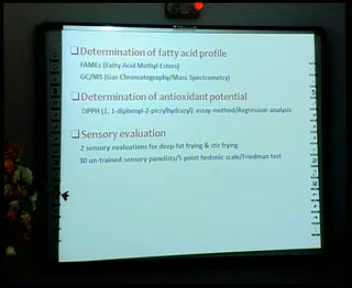 Determination of fatty acid profile
FAMEs (Fatty Acid Methyl Esters)
GC/MS (Gas Chromatography/Mass Spectrometry)
Determination of antioxidant potential
DPPH (1, 1-diphenyl-2-picrylhydrazyl) assay method/Regression analysis
Sensory evaluation
2 sensory evaluations for deep-fat frying & stir frying
30 un-trained sensory panelists/5 point hedonic scale/Friedman test